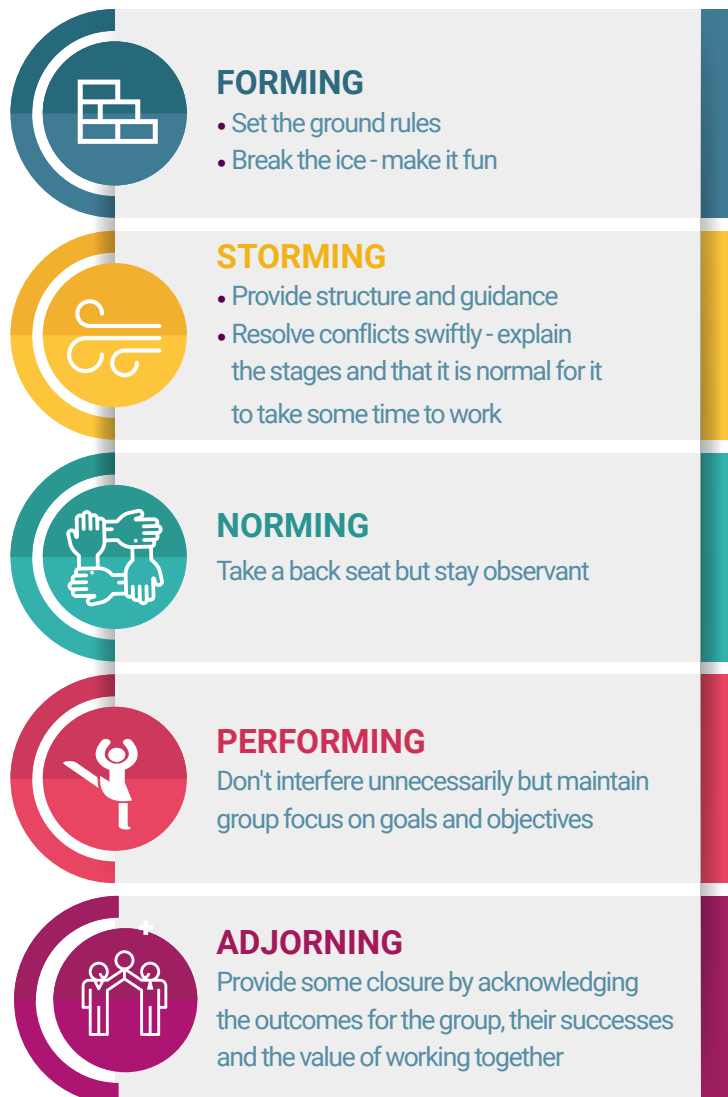 FORMING
• Set the ground rules
• Break the ice - make it fun
STORMING
• Provide structure and guidance
• Resolve conflicts swiftly - explain
the stages and that it is normal for it
to take some time to work
NORMING
Take a back seat but stay observant
PERFORMING
Don't interfere unnecessarily but maintain
group focus on goals and objectives
ADJORNING
Provide some closure by acknowledging
the outcomes for the group, their successes
and the value of working together